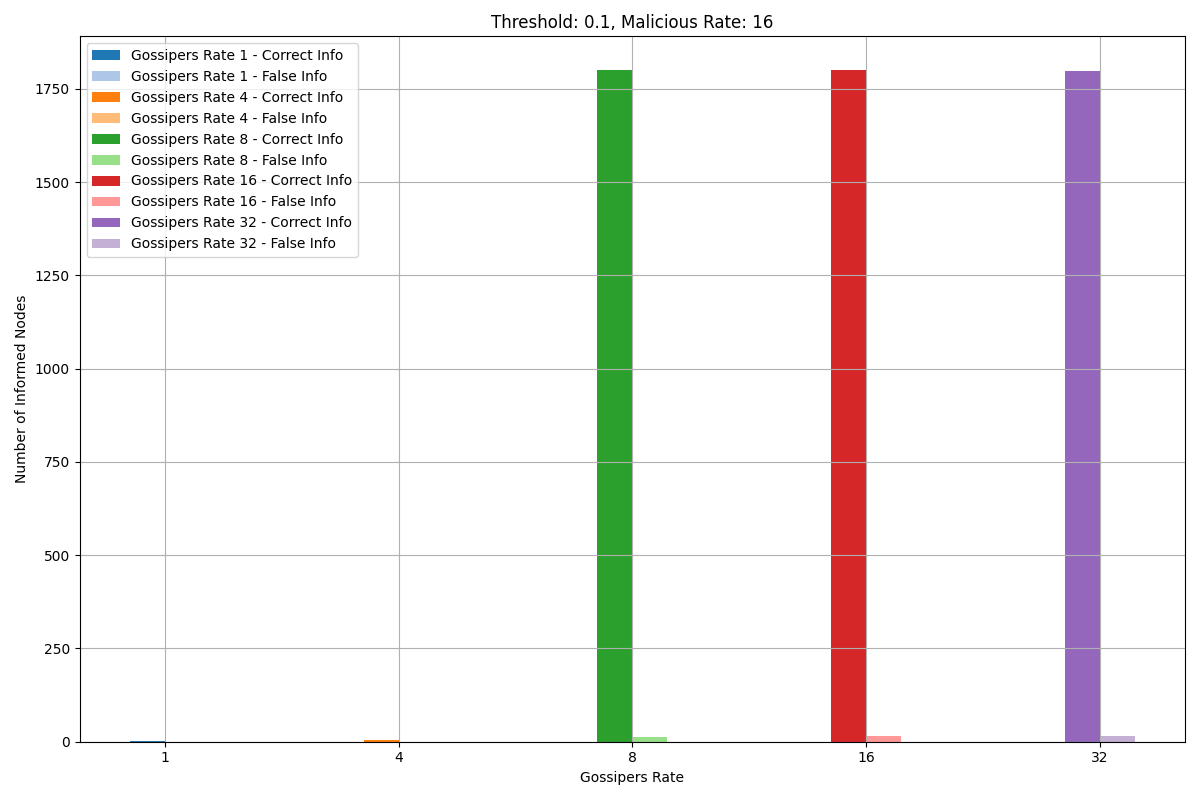 Threshold: 0.1, Malicious Rate: 16
Gossipers Rate 1 - Correct Info
Gossipers Rate 1 - False Info
Gossipers Rate 4 - Correct Info
Gossipers Rate 4 - False Info
Gossipers Rate 8 - Correct Info
Gossipers Rate 8 - False Info
Gossipers Rate 16 - Correct Info
Gossipers Rate 16 - False Info
Gossipers Rate 32 - Correct Info
Gossipers Rate 32 - False Info
Number of Informed Nodes
1750
1500
1250
1000
750
500
250
0
1 4 8 16 32
Gossipers Rate